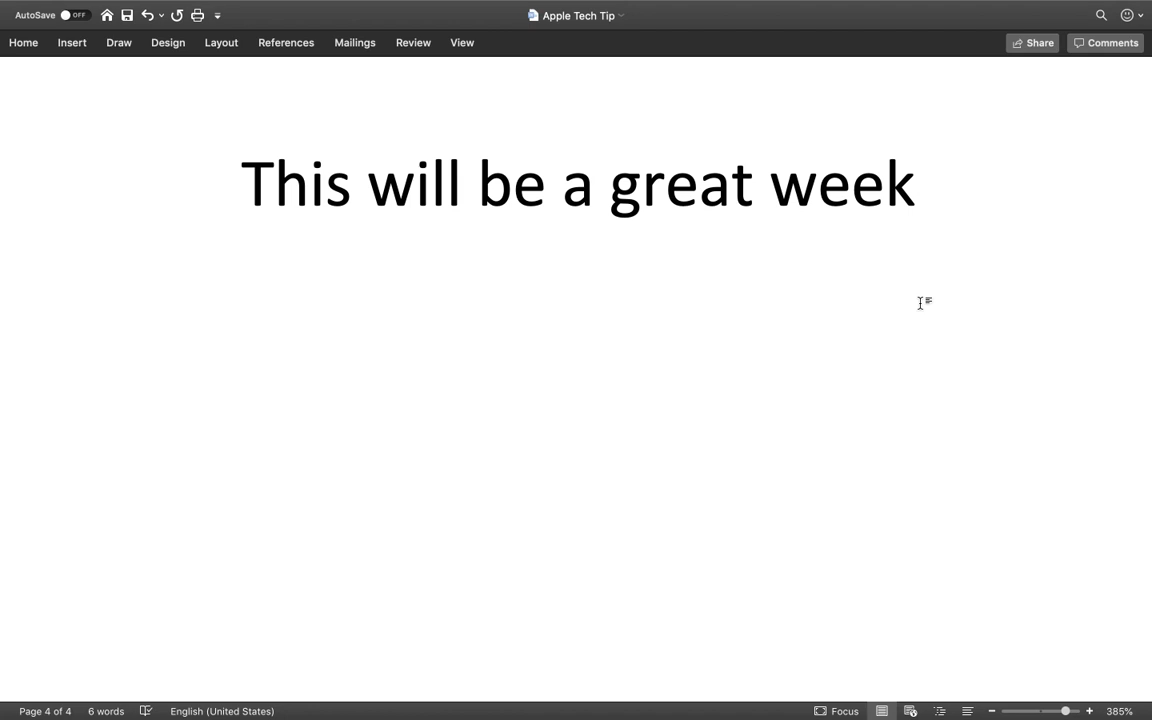 AutoSave OFF Apple Tech Tip
Home Insert Draw Design Layout References Mailings Review View Share Comments
This will be a great week
Page 4 of 4 6 words English (United States) Focus 385%